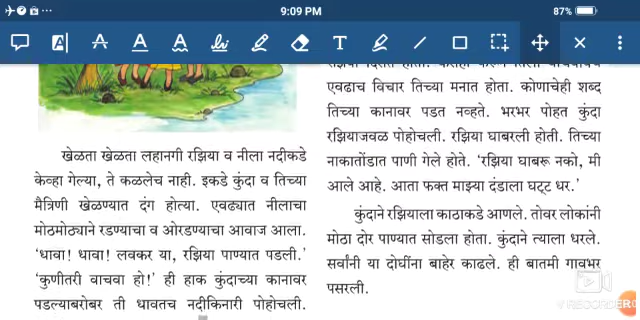 9:09 PM
87%
खेळता खेळता लहानगी रझिया व नीला नदीकडे
केव्हा गेल्या, ते कळलेच नाही. इकडे कुंदा व तिच्या
मैत्रिणी खेळण्यात दंग होत्या. एवढ्यात नीलाचा
मोठमोठ्याने रडण्याचा व ओरडण्याचा आवाज आला.
‘धावा! धावा! लवकर या, रझिया पाण्यात पडली.’
‘कुणीतरी वाचवा हो!’ ही हाक कुंदाच्या कानावर
पडल्याबरोबर ती धावतच नदीकिनारी पोहोचली.
एवढाच विचार तिच्या मनात होता. कोणाचेही शब्द
तिच्या कानावर पडत नव्हते. भरभर पोहत कुंदा
रझियाजवळ पोहोचली. रझिया घाबरली होती. तिच्या
नाकातोंडात पाणी गेले होते. ‘रझिया घाबरू नको, मी
आले आहे. आता फक्त माझ्या दंडाला घट्ट धर.’
कुंदाने रझियाला काठाकडे आणले. तोवर लोकांनी
मोठा दोर पाण्यात सोडला होता. कुंदाने त्याला धरले.
सर्वांनी या दोघींना बाहेर काढले. ही बातमी गावभर
पसरली.
RECORDER